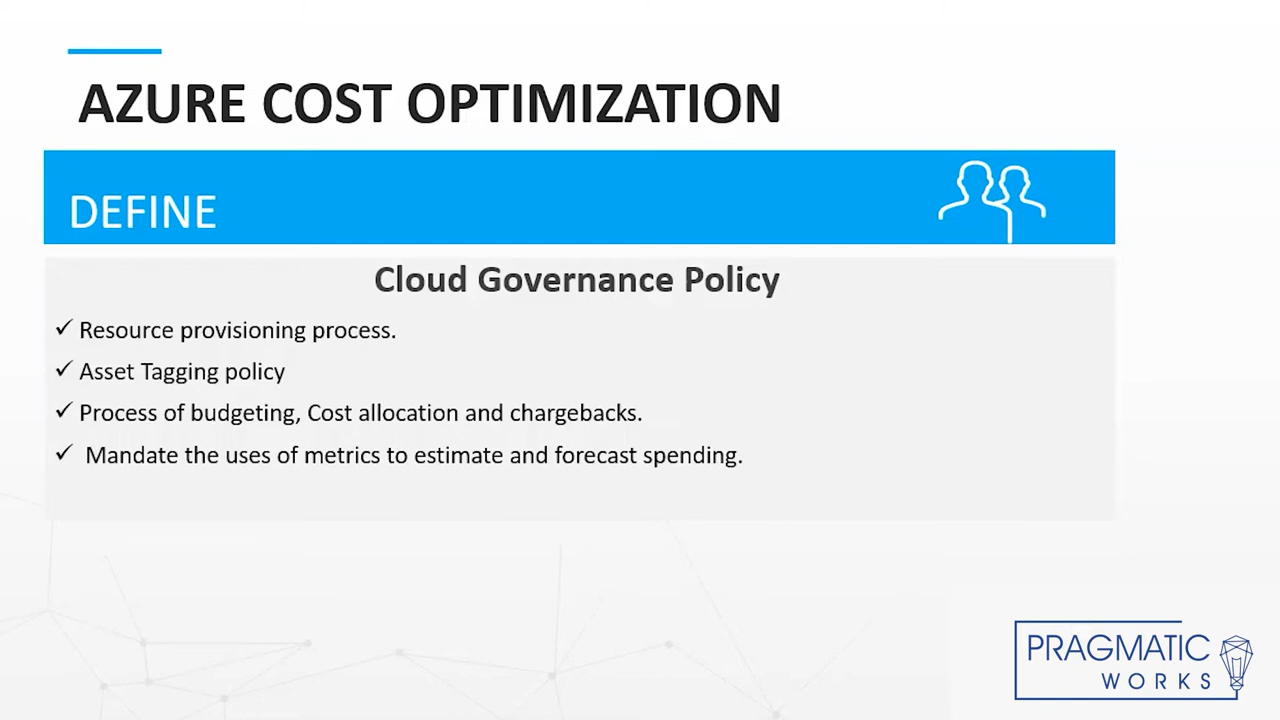 AZURE COST OPTIMIZATION
DEFINE
Cloud Governance Policy
✓ Resource provisioning process.
✓ Asset Tagging policy
✓ Process of budgeting, Cost allocation and chargebacks.
✓ Mandate the uses of metrics to estimate and forecast spending.
PRAGMATIC
WORKS